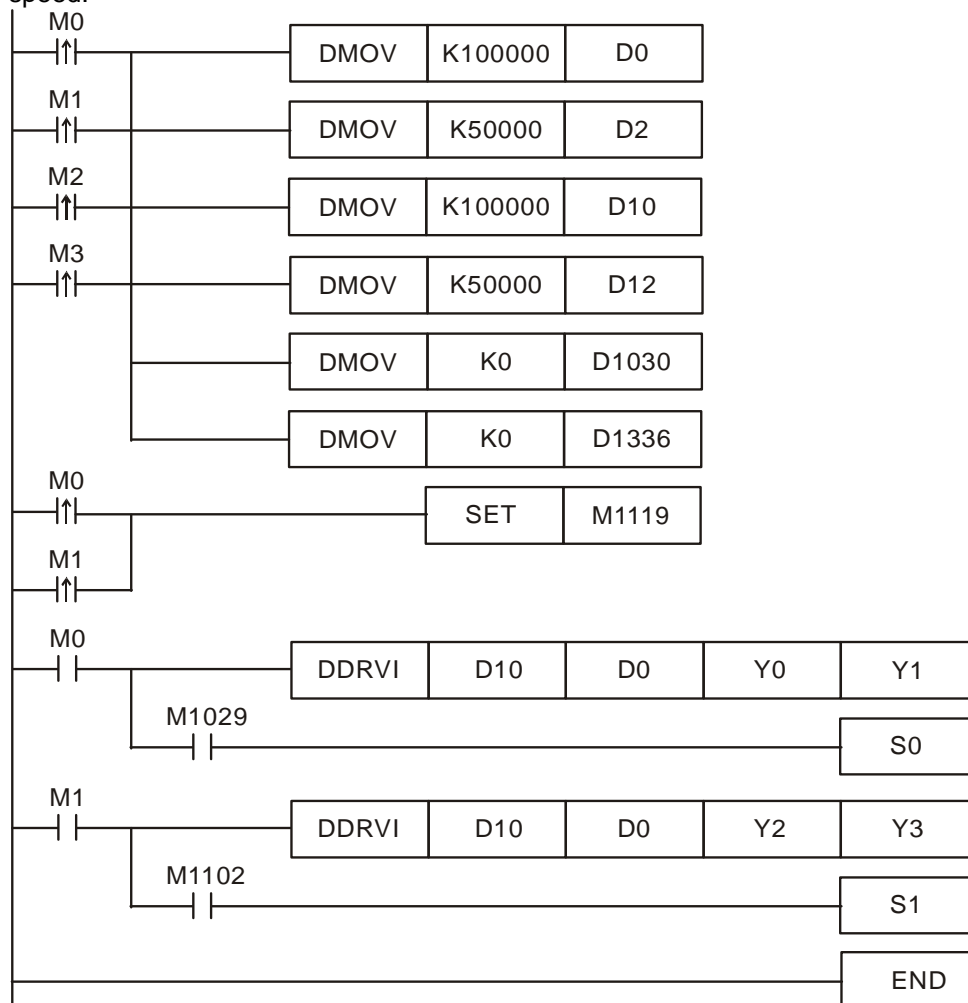 speed.
M0
DMOV K100000 D0
M1
DMOV K50000 D2
M2
DMOV K100000 D10
M3
DMOV K50000 D12
DMOV K0 D1030
DMOV K0 D1336
M0
SET M1119
M1
M0
DDRVI D10 D0 Y0 Y1
M1029
S0
M1
DDRVI D10 D0 Y2 Y3
M1102
S1
END